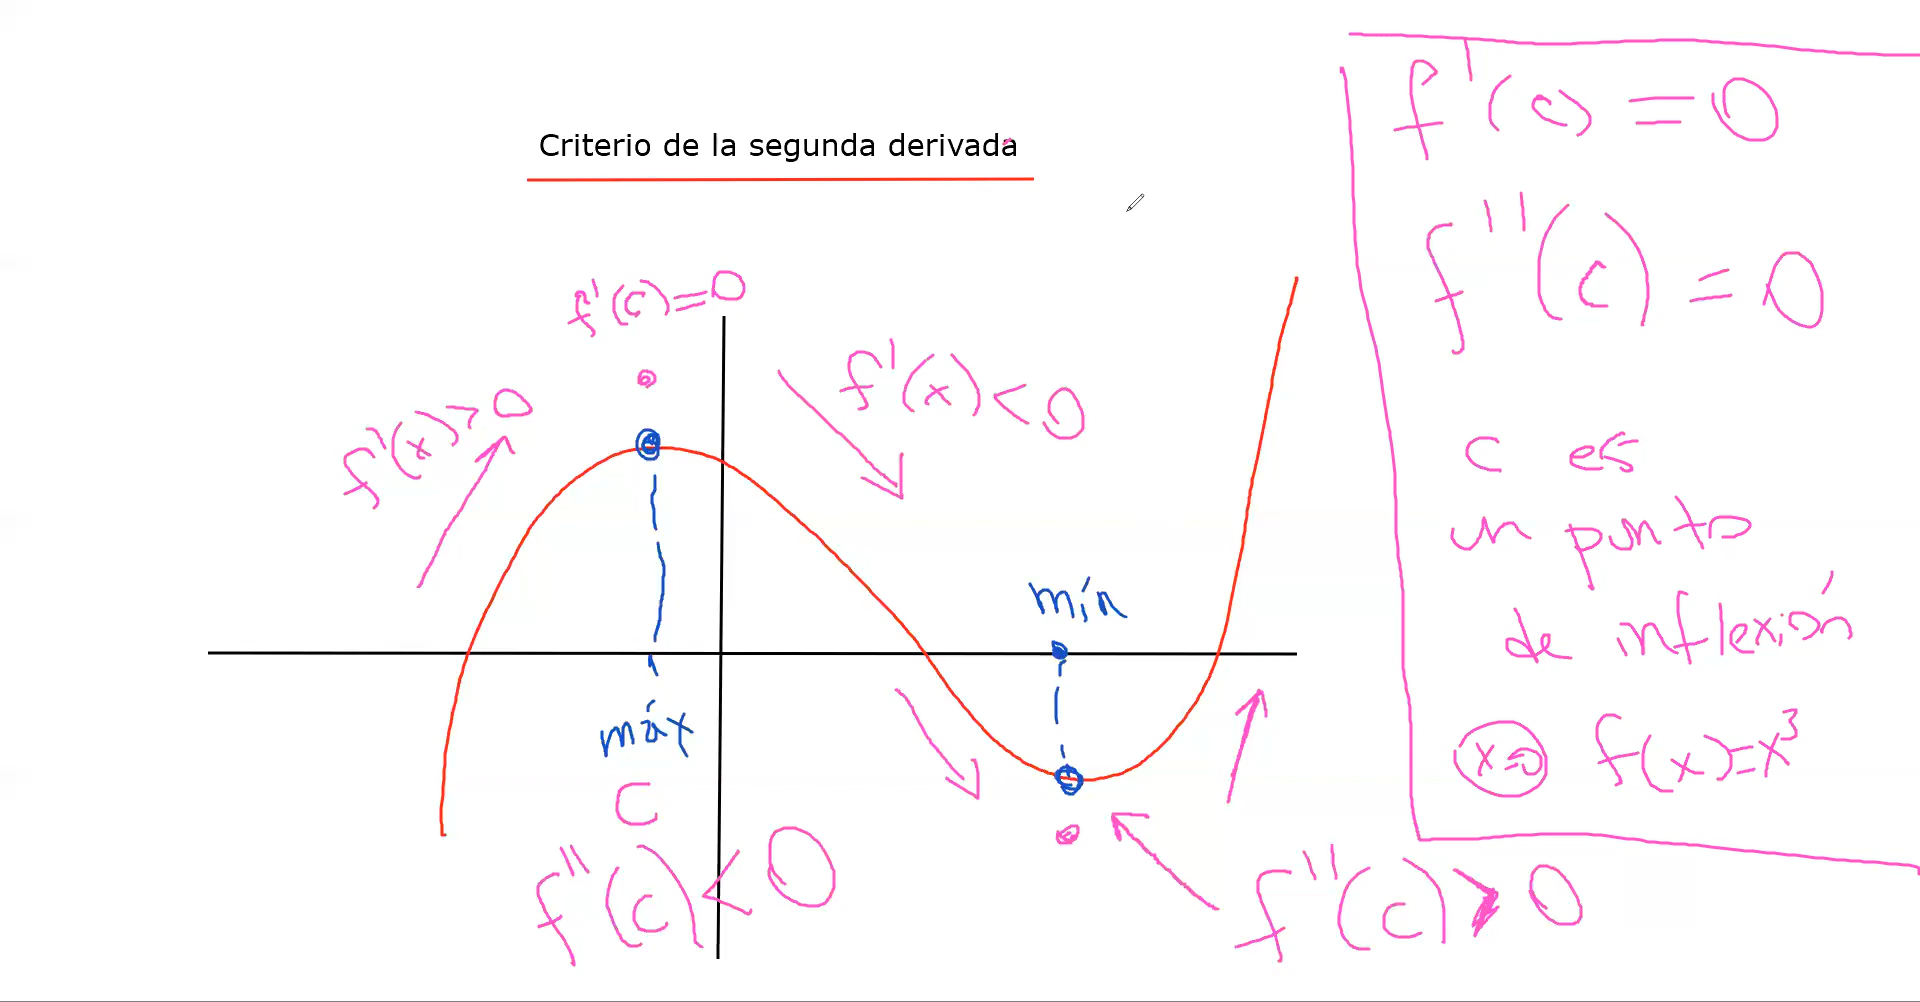 Criterio de la segunda derivada
f'(c)=0
f'(x)>0
f'(x)<0
mín
máx
C
f''(c)<0
f''(c)>0
f'(c)=0
f''(c)=0
c es
un punto
de inflexión
x=0 f(x)=x³